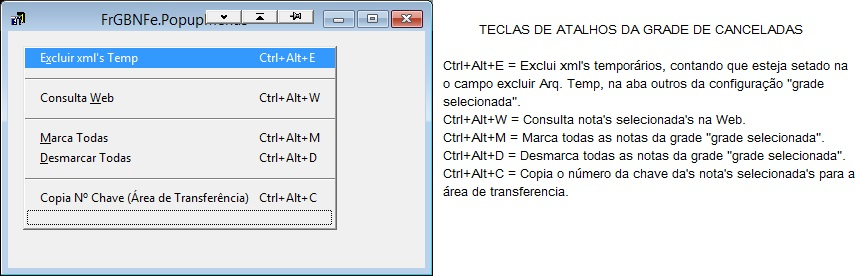 FrGBNFe.Popup
Excluir xml's Temp Ctrl+Alt+E
Consulta Web Ctrl+Alt+W
Marca Todas Ctrl+Alt+M
Desmarcar Todas Ctrl+Alt+D
Copia Nº Chave (Área de Transferência) Ctrl+Alt+C
TECLAS DE ATALHOS DA GRADE DE CANCELADAS
Ctrl+Alt+E = Exclui xml's temporários, contando que esteja setado na
o campo excluir Arq. Temp, na aba outros da configuração "grade
selecionada".
Ctrl+Alt+W = Consulta nota's selecionada's na Web.
Ctrl+Alt+M = Marca todas as notas da grade "grade selecionada".
Ctrl+Alt+D = Desmarca todas as notas da grade "grade selecionada".
Ctrl+Alt+C = Copia o número da chave da's nota's selecionada's para a
área de transferencia.